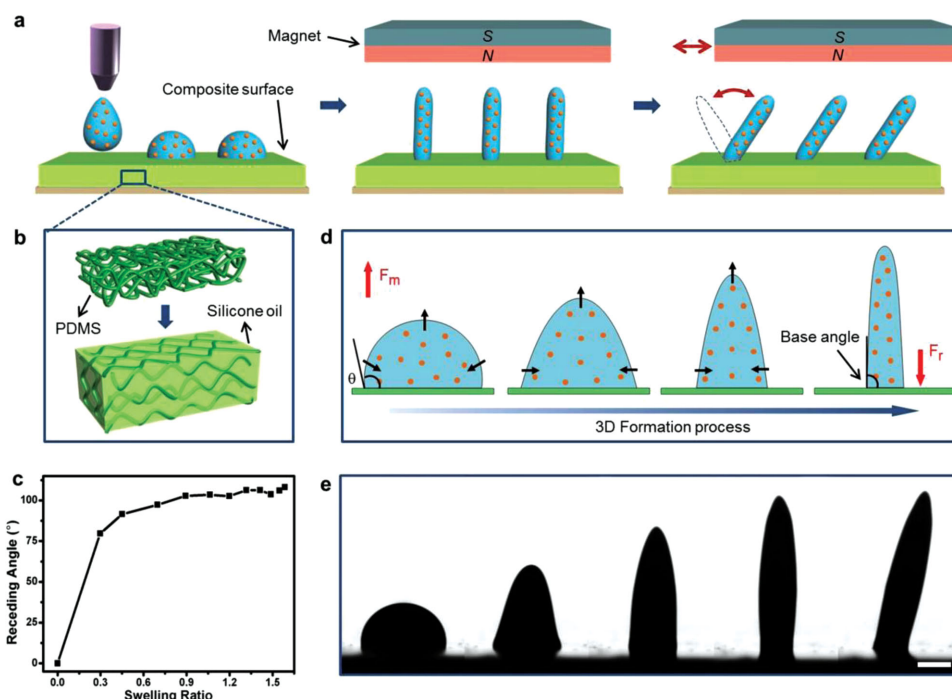 a
Magnet
S
N
S
N
Composite surface
b
PDMS
Silicone oil
d
Fm
θ
Base angle
Fr
3D Formation process
c
Receding Angle (°)
100
75
50
25
0
0.0 0.3 0.6 0.9 1.2 1.5
Swelling Ratio
e